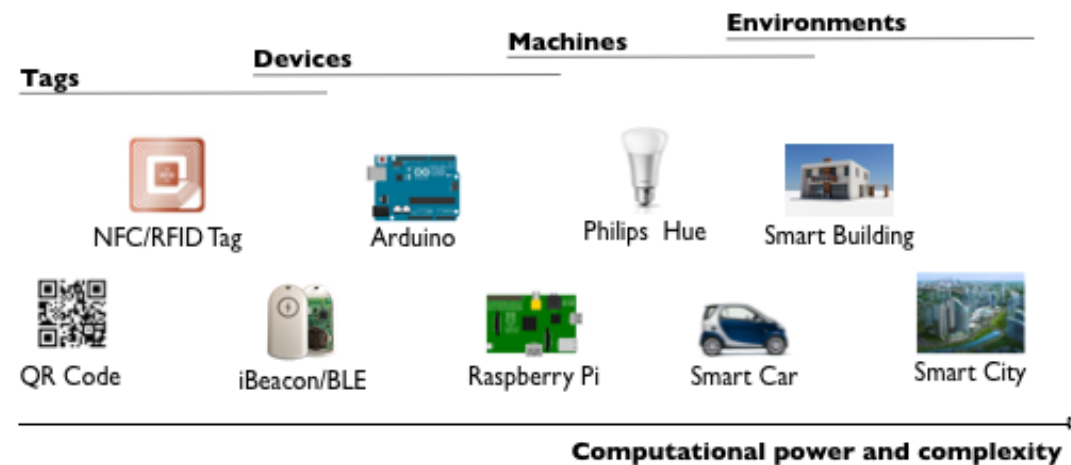 Environments
Machines
Devices
Tags
NFC/RFID Tag
Arduino
Philips Hue
Smart Building
QR Code
iBeacon/BLE
Raspberry Pi
Smart Car
Smart City
Computational power and complexity